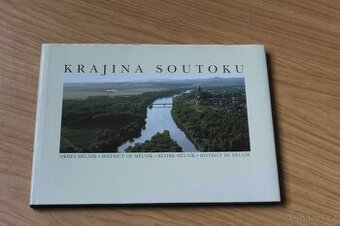 KRAJINA SOUTOKU
OKRES MĚLNÍK • DISTRICT OF MĚLNÍK • BEZIRK MĚLNÍK • DISTRICT DE MĚLNÍK